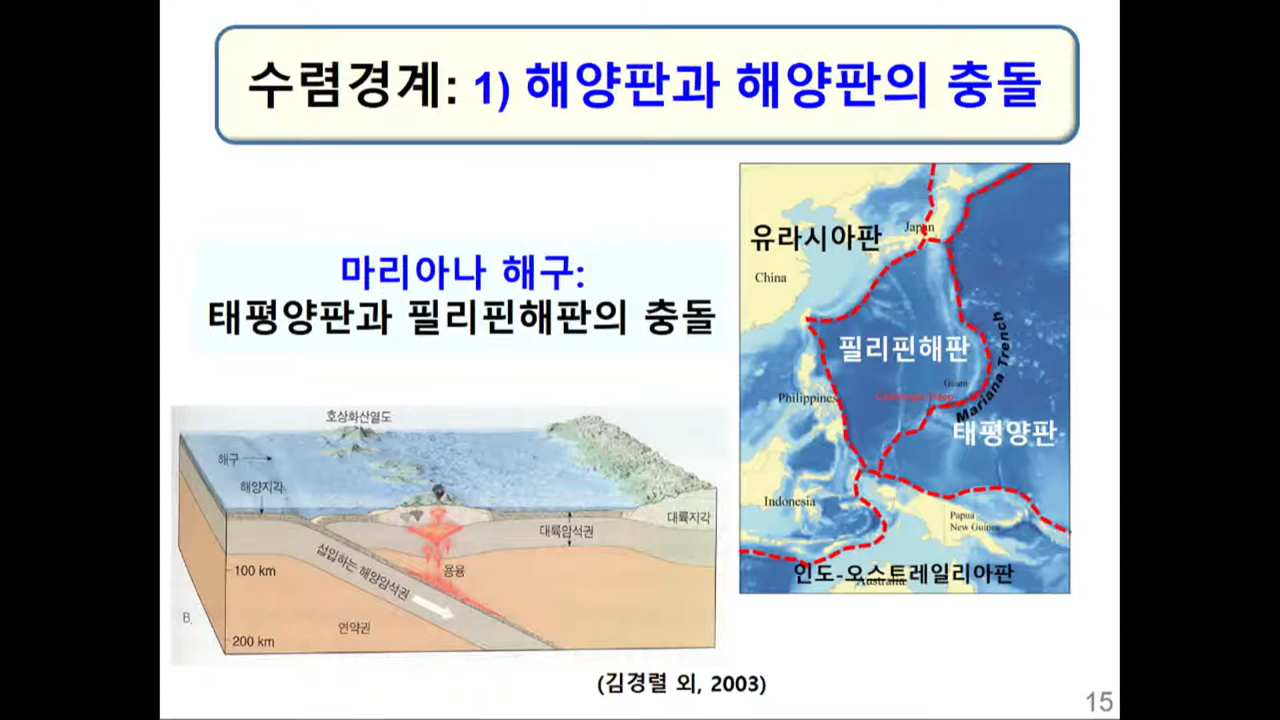 수렴경계: 1) 해양판과 해양판의 충돌
마리아나 해구:
태평양판과 필리핀해판의 충돌
유라시아판
Japan
China
필리핀해판
Mariana Trench
Guam
Philippines
Challenger Deep
태평양판
Indonesia
Papua
New Guinea
인도-오스트레일리아판
Australia
호상화산열도
해구
해양지각
대륙지각
대륙암석권
섭입하는 해양암석권
용융
100 km
연약권
B.
200 km
(김경렬 외, 2003)
15